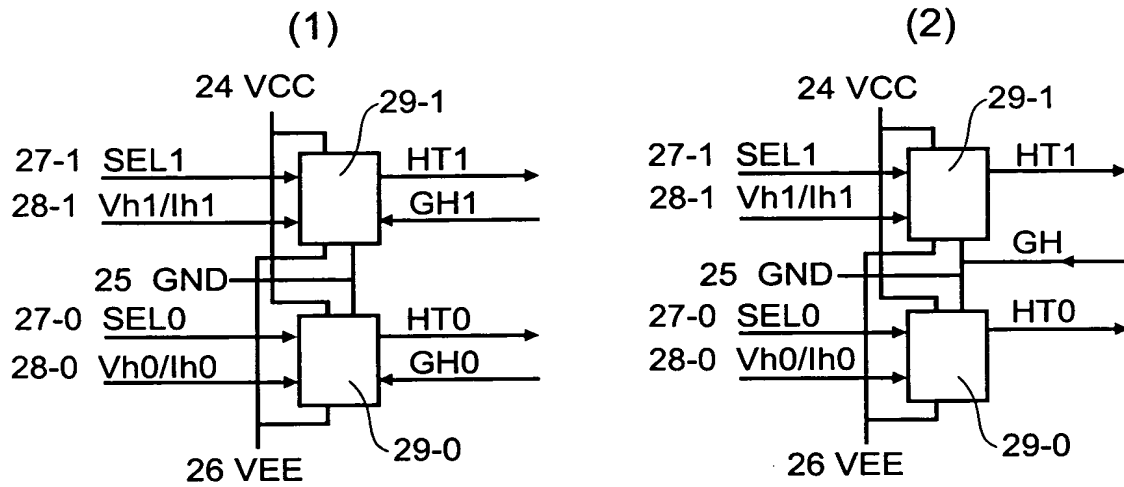 (1)
24 VCC
29-1
27-1 SEL1
HT1
28-1 Vh1/Ih1
GH1
25 GND
27-0 SEL0
HT0
28-0 Vh0/Ih0
GH0
29-0
26 VEE
(2)
24 VCC
29-1
27-1 SEL1
HT1
28-1 Vh1/Ih1
GH
25 GND
27-0 SEL0
HT0
28-0 Vh0/Ih0
29-0
26 VEE